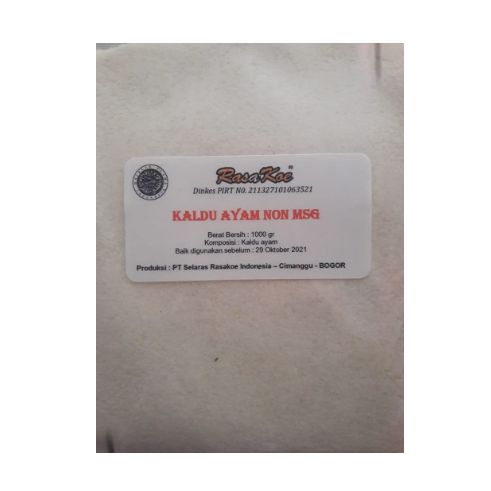 RasaKoe®
Dinkes PIRT N0. 211327101063521
KALDU AYAM NON MSG
Berat Bersih : 1000 gr
Komposisi : Kaldu ayam
Baik digunakan sebelum : 29 Oktober 2021
Produksi : PT Selaras Rasakoe Indonesia – Cimanggu - BOGOR